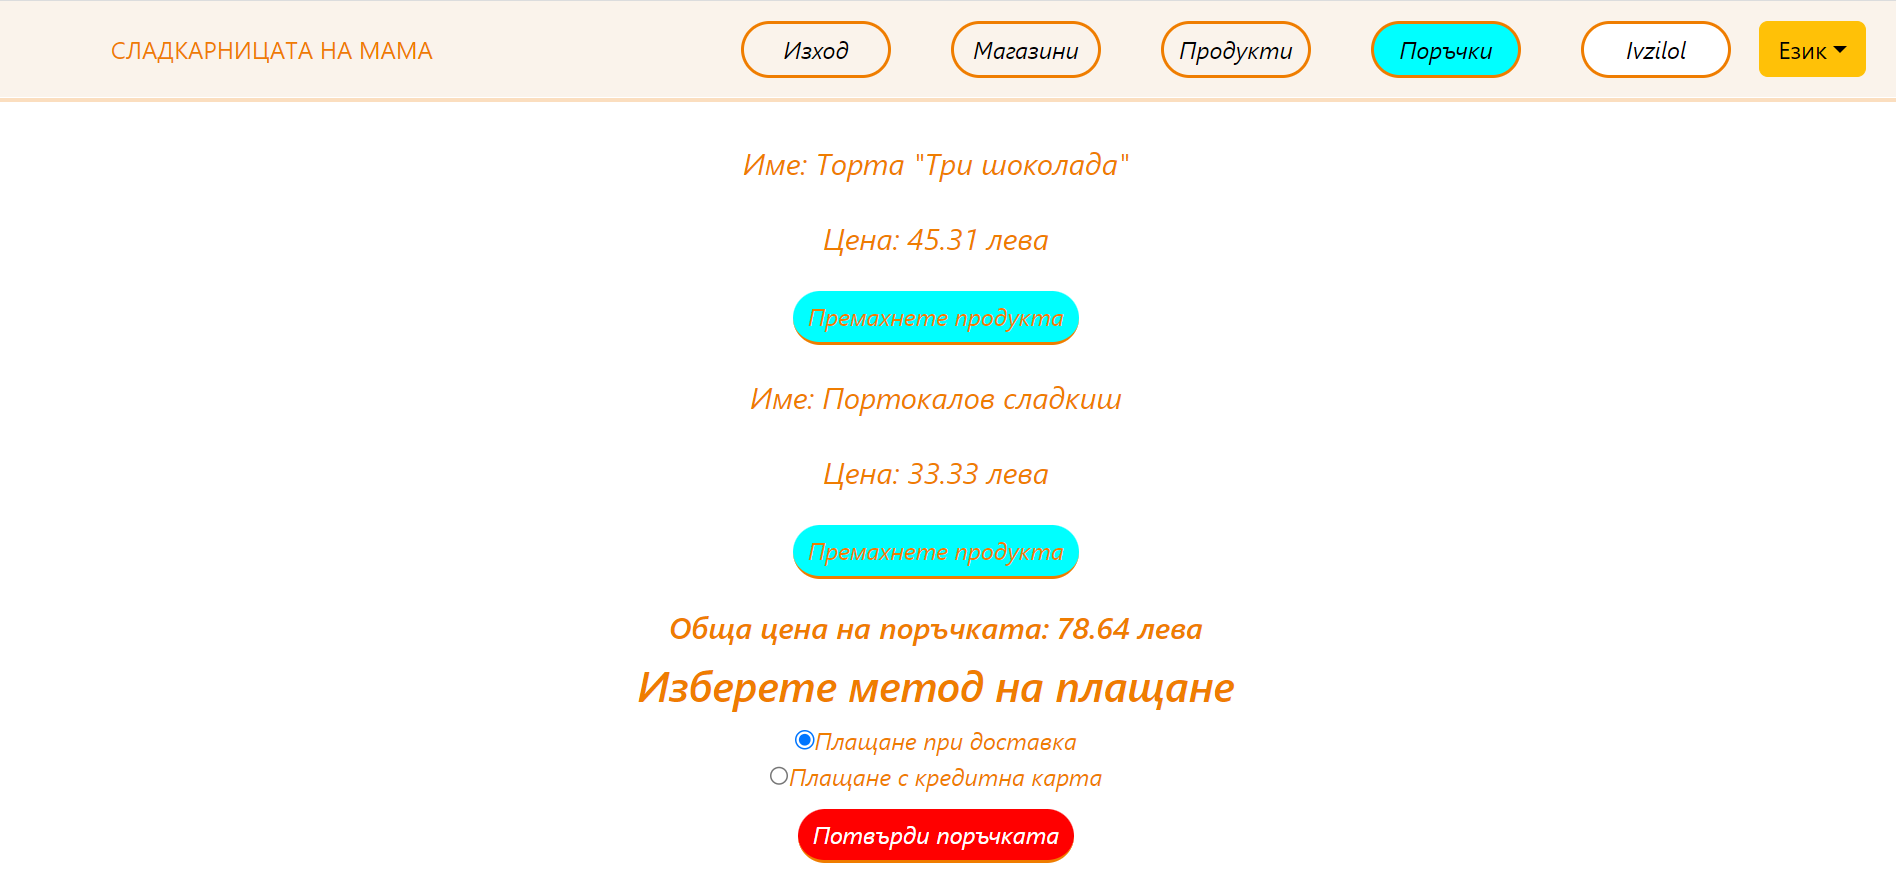 СЛАДКАРНИЦАТА НА МАМА
Изход
Магазини
Продукти
Поръчки
Ivzilol
Език
Име: Торта "Три шоколада"
Цена: 45.31 лева
Премахнете продукта
Име: Портокалов сладкиш
Цена: 33.33 лева
Премахнете продукта
Обща цена на поръчката: 78.64 лева
Изберете метод на плащане
Плащане при доставка
Плащане с кредитна карта
Потвърди поръчката